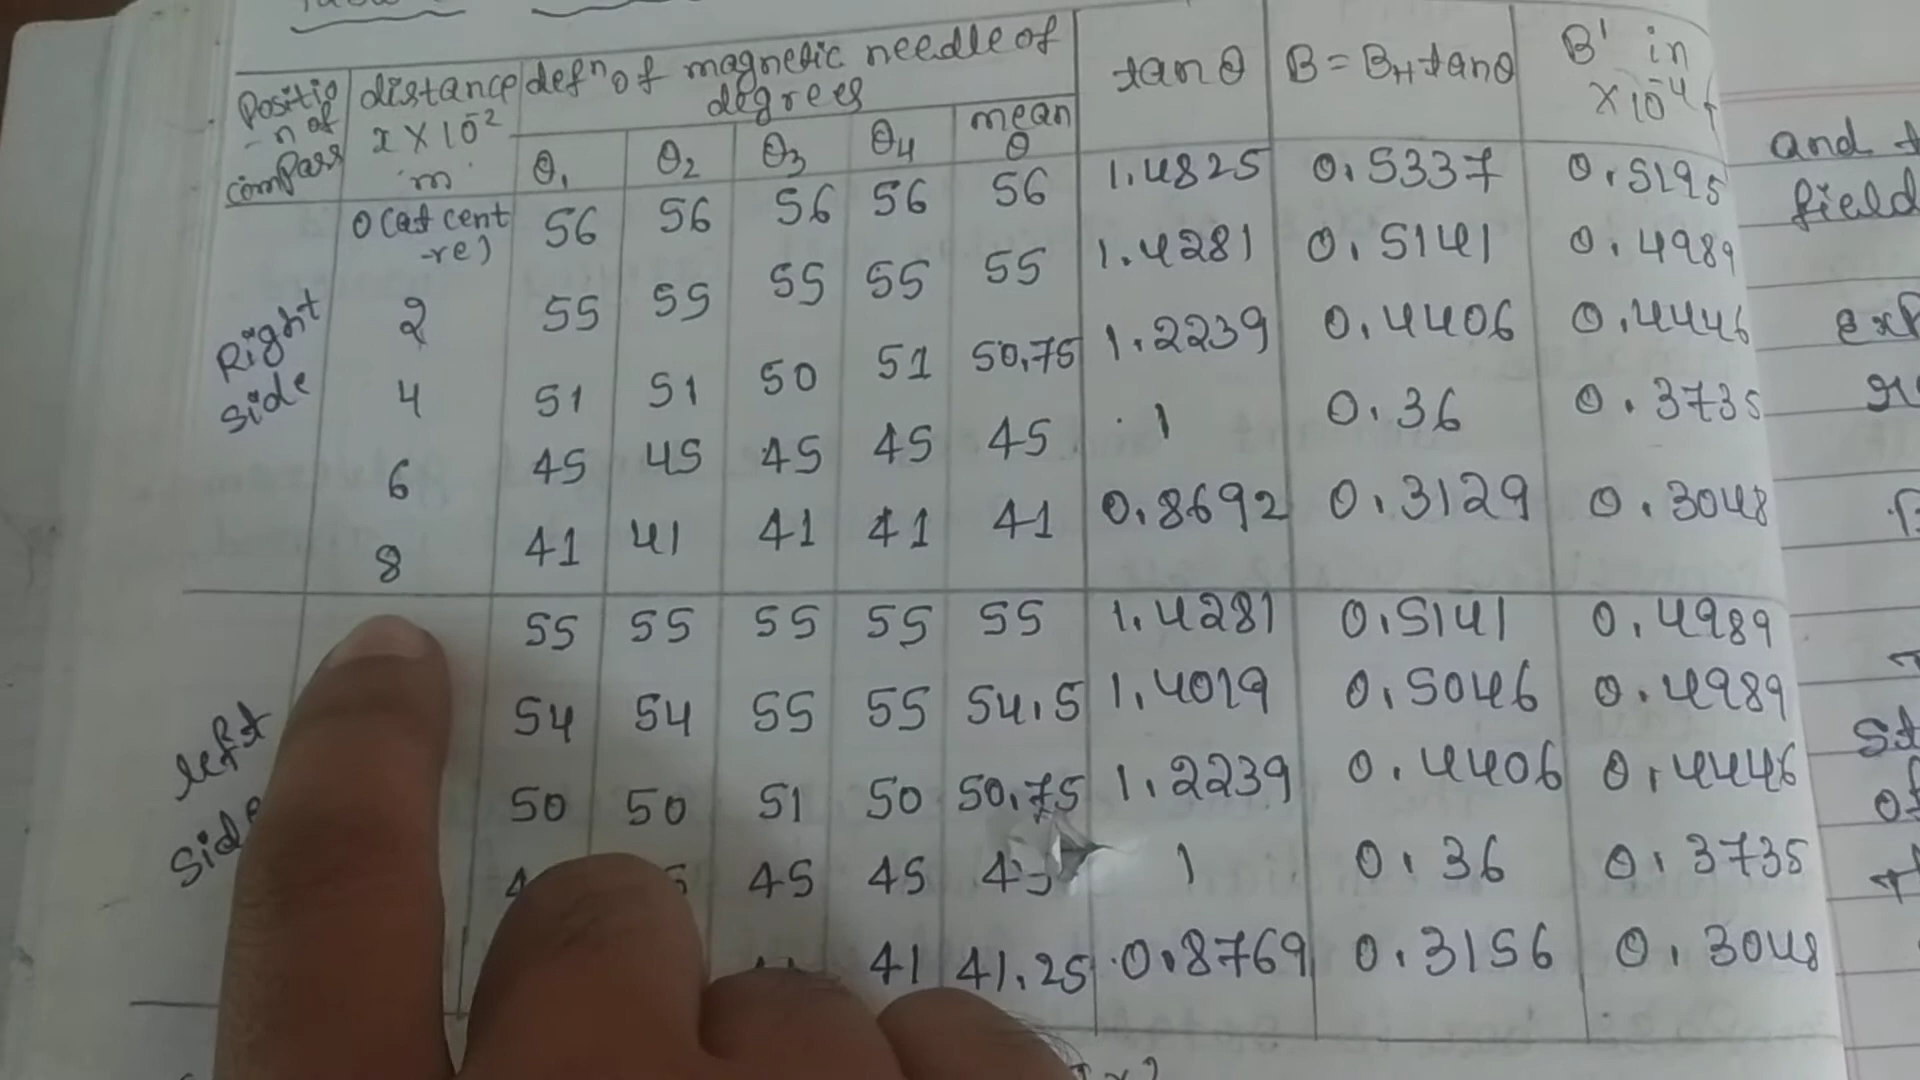 Positio distance defⁿ of magnetic needle of tanθ B = B_H tanθ B' in
-n of x × 10⁻² degrees × 10⁻⁴
compass m θ₁ θ₂ θ₃ θ₄ mean θ
0 (at cent -re) 56 56 56 56 56 1.4825 0.5337 0.5195
2 55 55 55 55 55 1.4281 0.5141 0.4989
Right side
4 51 51 50 51 50.75 1.2239 0.4406 0.4446
6 45 45 45 45 45 1 0.36 0.3735
8 41 41 41 41 41 0.8692 0.3129 0.3048
55 55 55 55 55 1.4281 0.5141 0.4989
54 54 55 55 54.5 1.4019 0.5046 0.4989
left side
50 50 51 50 50.75 1.2239 0.4406 0.4446
45 45 1 0.36 0.3735
41 41.25 0.8769 0.3156 0.3048
and
field